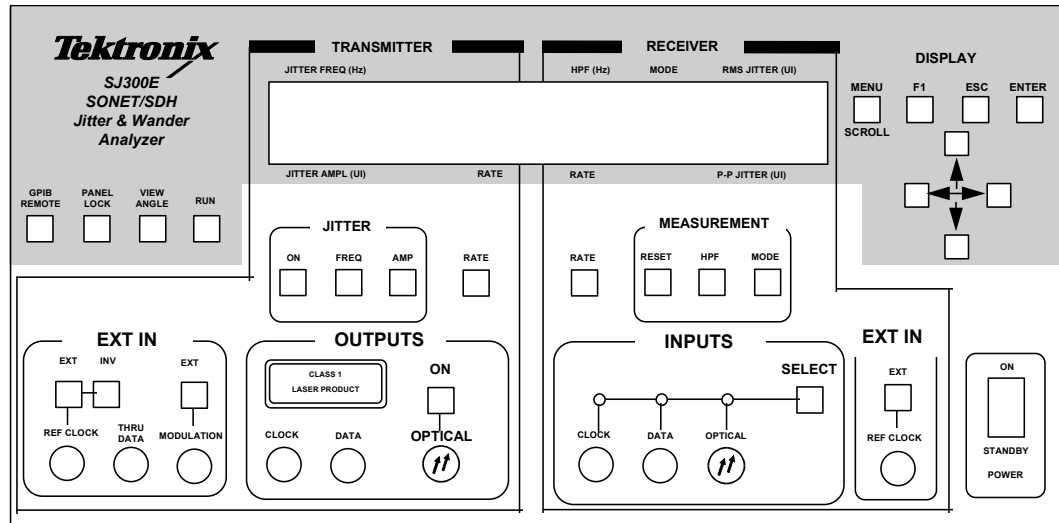 Tektronix
SJ300E
SONET/SDH
Jitter & Wander
Analyzer
GPIB
REMOTE
PANEL
LOCK
VIEW
ANGLE
RUN
TRANSMITTER
JITTER FREQ (Hz)
JITTER AMPL (UI)
RATE
RECEIVER
HPF (Hz)
MODE
RMS JITTER (UI)
RATE
P-P JITTER (UI)
DISPLAY
MENU
F1
ESC
ENTER
SCROLL
JITTER
ON
FREQ
AMP
RATE
RATE
MEASUREMENT
RESET
HPF
MODE
EXT IN
EXT
INV
EXT
REF CLOCK
THRU
DATA
MODULATION
OUTPUTS
CLASS 1
LASER PRODUCT
ON
CLOCK
DATA
OPTICAL
INPUTS
SELECT
CLOCK
DATA
OPTICAL
EXT IN
EXT
REF CLOCK
ON
STANDBY
POWER